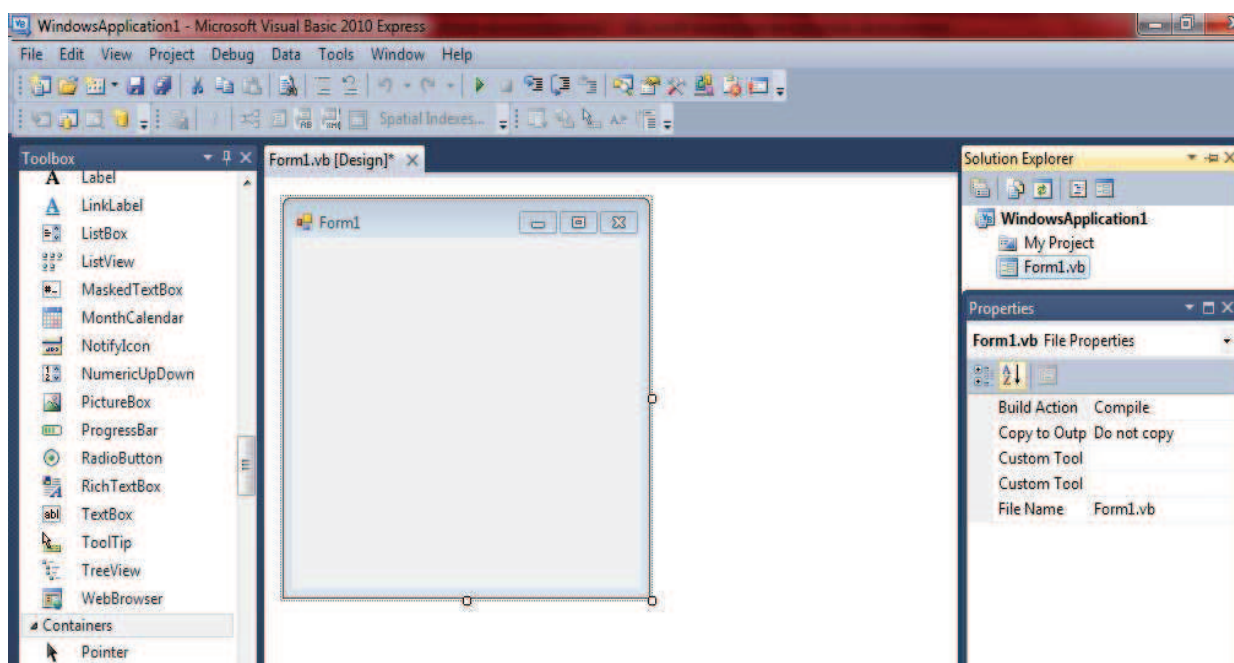 WindowsApplication1 - Microsoft Visual Basic 2010 Express
File Edit View Project Debug Data Tools Window Help
Spatial Indexes...
Toolbox
Label
LinkLabel
ListBox
ListView
MaskedTextBox
MonthCalendar
NotifyIcon
NumericUpDown
PictureBox
ProgressBar
RadioButton
RichTextBox
TextBox
ToolTip
TreeView
WebBrowser
Containers
Pointer
Form1.vb [Design]*
Form1
Solution Explorer
WindowsApplication1
My Project
Form1.vb
Properties
Form1.vb File Properties
Build Action Compile
Copy to Outp Do not copy
Custom Tool
Custom Tool
File Name Form1.vb